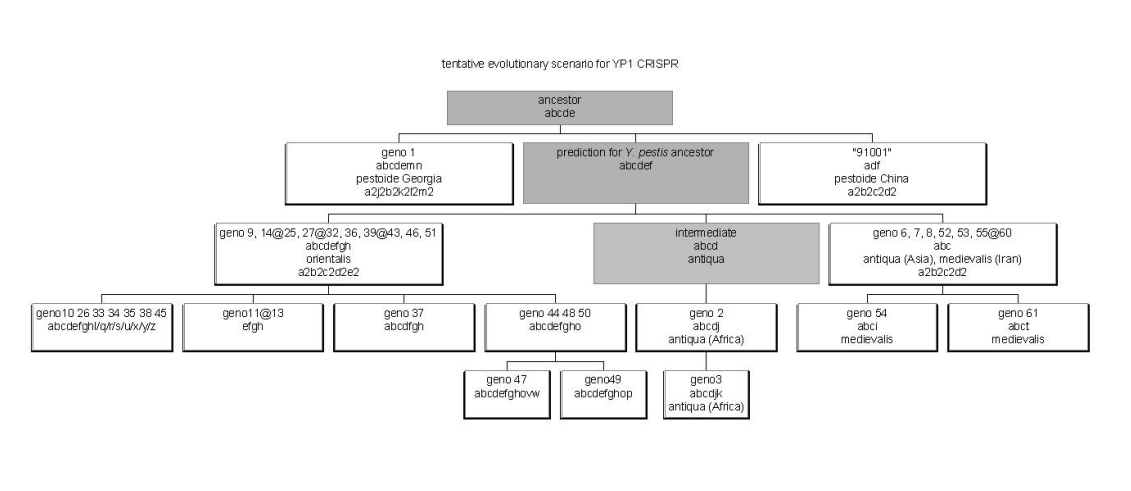 tentative evolutionary scenario for YP1 CRISPR
ancestor
abcde
geno 1
abcdemn
pestoide Georgia
a2j2b2k2l2m2
prediction for Y. pestis ancestor
abcdef
"91001"
adf
pestoide China
a2b2c2d2
geno 9, 14@25, 27@32, 36, 39@43, 46, 51
abcdefgh
orientalis
a2b2c2d2e2
intermediate
abcd
antiqua
geno 6, 7, 8, 52, 53, 55@60
abc
antiqua (Asia), medievalis (Iran)
a2b2c2d2
geno10 26 33 34 35 38 45
abcdefghl/q/r/s/u/x/y/z
geno11@13
efgh
geno 37
abcdfgh
geno 44 48 50
abcdefgho
geno 2
abcdj
antiqua (Africa)
geno 54
abci
medievalis
geno 61
abct
medievalis
geno 47
abcdefghovw
geno49
abcdefghop
geno3
abcdjk
antiqua (Africa)